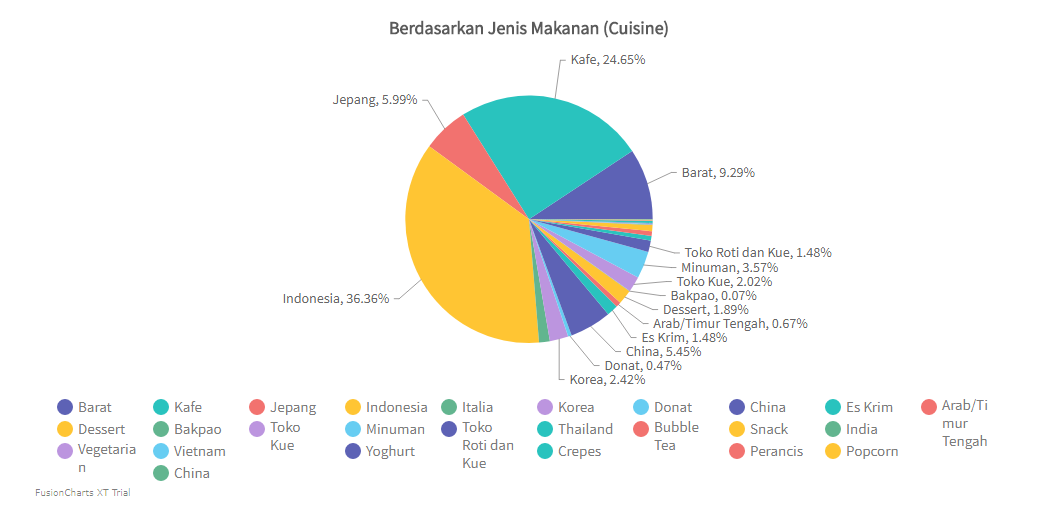 Berdasarkan Jenis Makanan (Cuisine)
Kafe, 24.65%
Jepang, 5.99%
Barat, 9.29%
Toko Roti dan Kue, 1.48%
Minuman, 3.57%
Toko Kue, 2.02%
Bakpao, 0.07%
Indonesia, 36.36%
Dessert, 1.89%
Arab/Timur Tengah, 0.67%
Es Krim, 1.48%
China, 5.45%
Donat, 0.47%
Korea, 2.42%
Barat
Kafe
Jepang
Indonesia
Italia
Korea
Donat
China
Es Krim
Arab/Ti
mur
Tengah
Dessert
Bakpao
Toko
Kue
Minuman
Toko
Roti dan
Kue
Thailand
Bubble
Tea
Snack
India
Vegetaria
n
Vietnam
Yoghurt
Crepes
Perancis
Popcorn
China
FusionCharts XT Trial